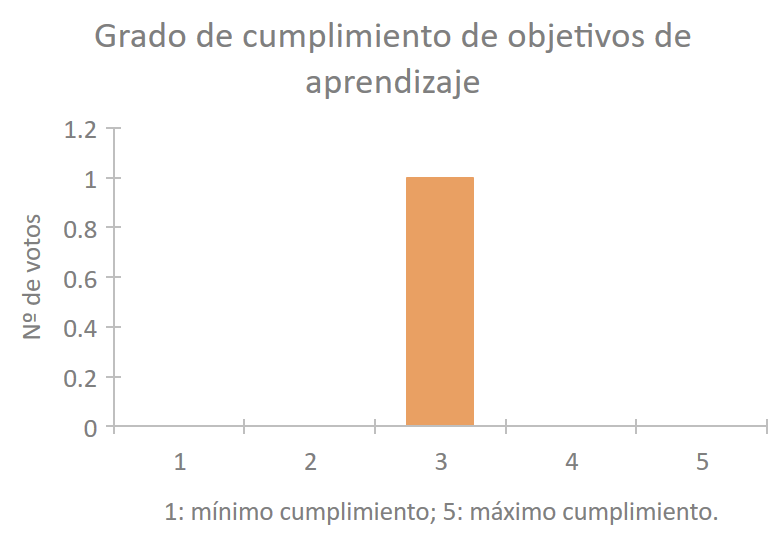 Grado de cumplimiento de objetivos de
aprendizaje
Nº de votos
1.2
1
0.8
0.6
0.4
0.2
0
1 2 3 4 5
1: mínimo cumplimiento; 5: máximo cumplimiento.